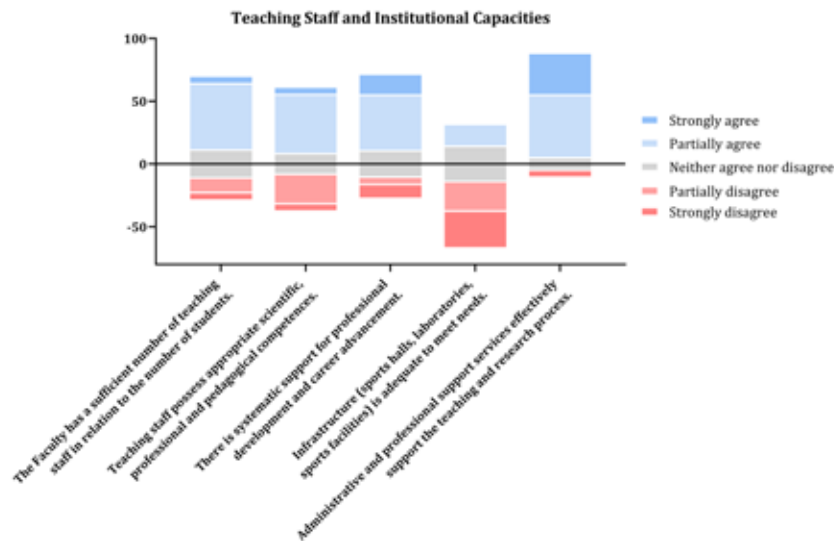 Teaching Staff and Institutional Capacities
100
50
0
-50
Strongly agree
Partially agree
Neither agree nor disagree
Partially disagree
Strongly disagree
The Faculty has a sufficient number of teaching
staff in relation to the number of students.
Teaching staff possess appropriate scientific,
professional and pedagogical competences.
There is systematic support for professional
development and career advancement.
Infrastructure (sports halls, laboratories,
sports facilities) is adequate to meet needs.
Administrative and professional support services effectively
support the teaching and research process.